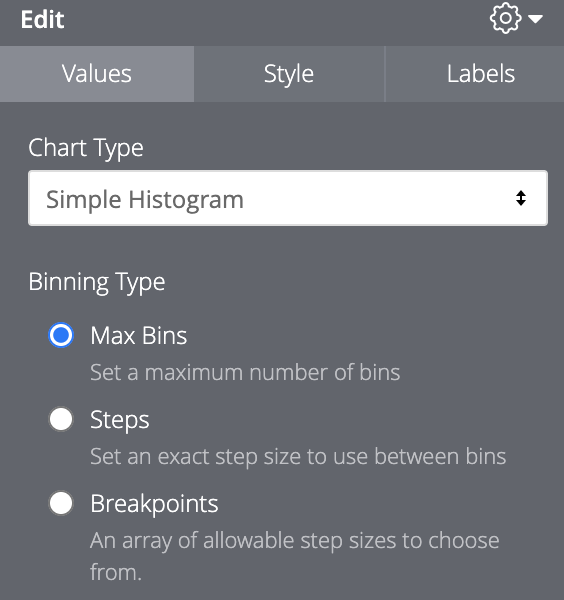 Edit
Values Style Labels
Chart Type
Simple Histogram
Binning Type
Max Bins
Set a maximum number of bins
Steps
Set an exact step size to use between bins
Breakpoints
An array of allowable step sizes to choose
from.